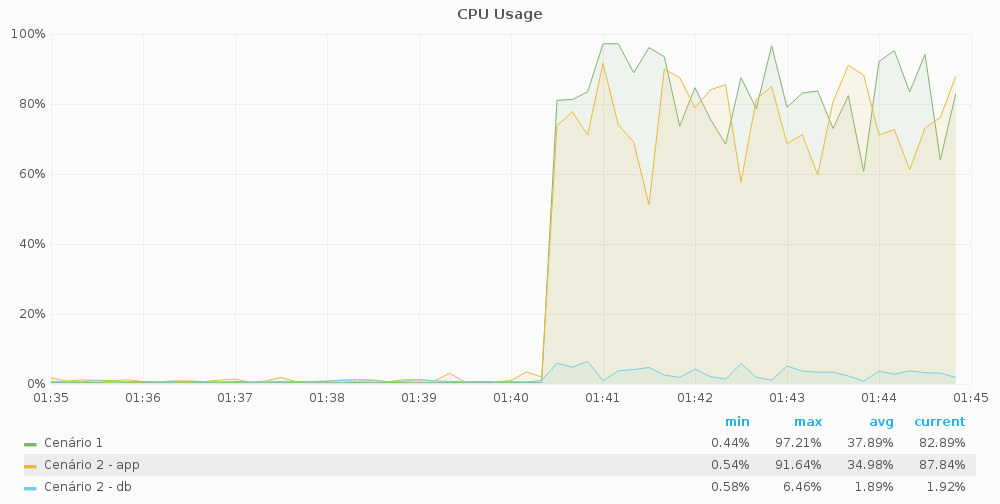 CPU Usage
100%
80%
60%
40%
20%
0%
01:35 01:36 01:37 01:38 01:39 01:40 01:41 01:42 01:43 01:44 01:45
min max avg current
Cenário 1 0.44% 97.21% 37.89% 82.89%
Cenário 2 - app 0.54% 91.64% 34.98% 87.84%
Cenário 2 - db 0.58% 6.46% 1.89% 1.92%